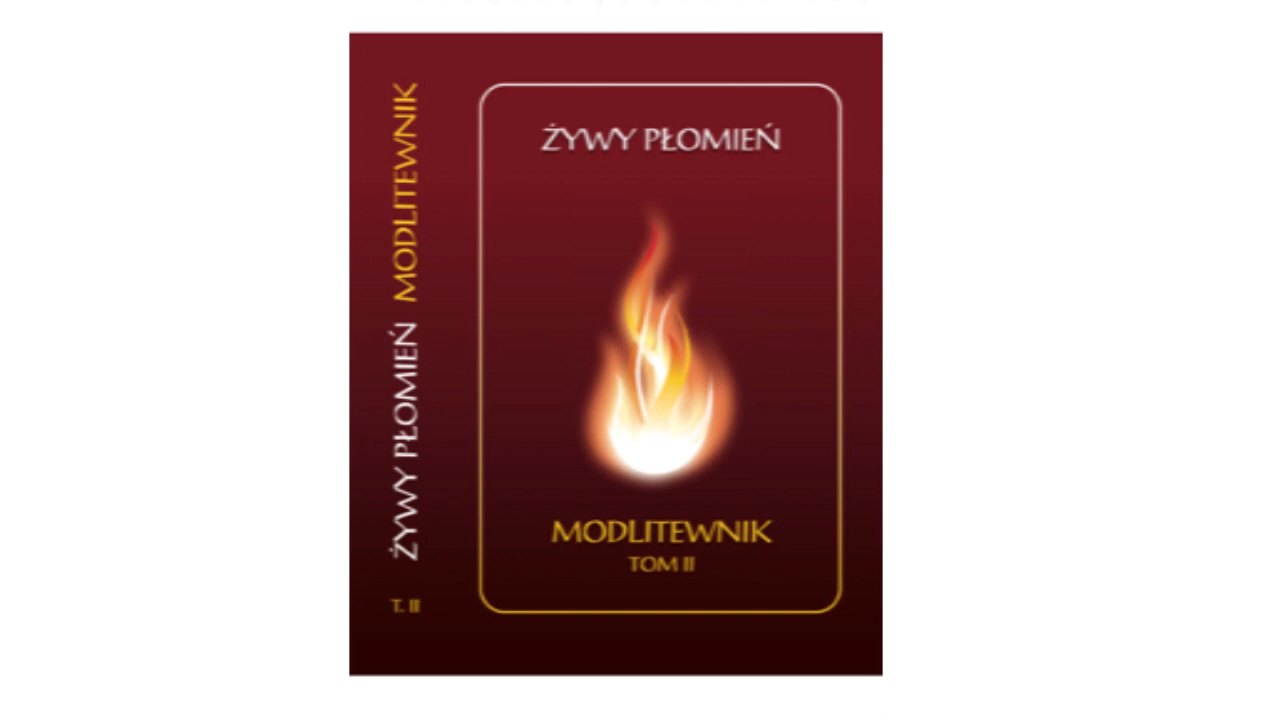 ŻYWY PŁOMIEŃ MODLITEWNIK
T. II
ŻYWY PŁOMIEŃ
MODLITEWNIK
TOM II